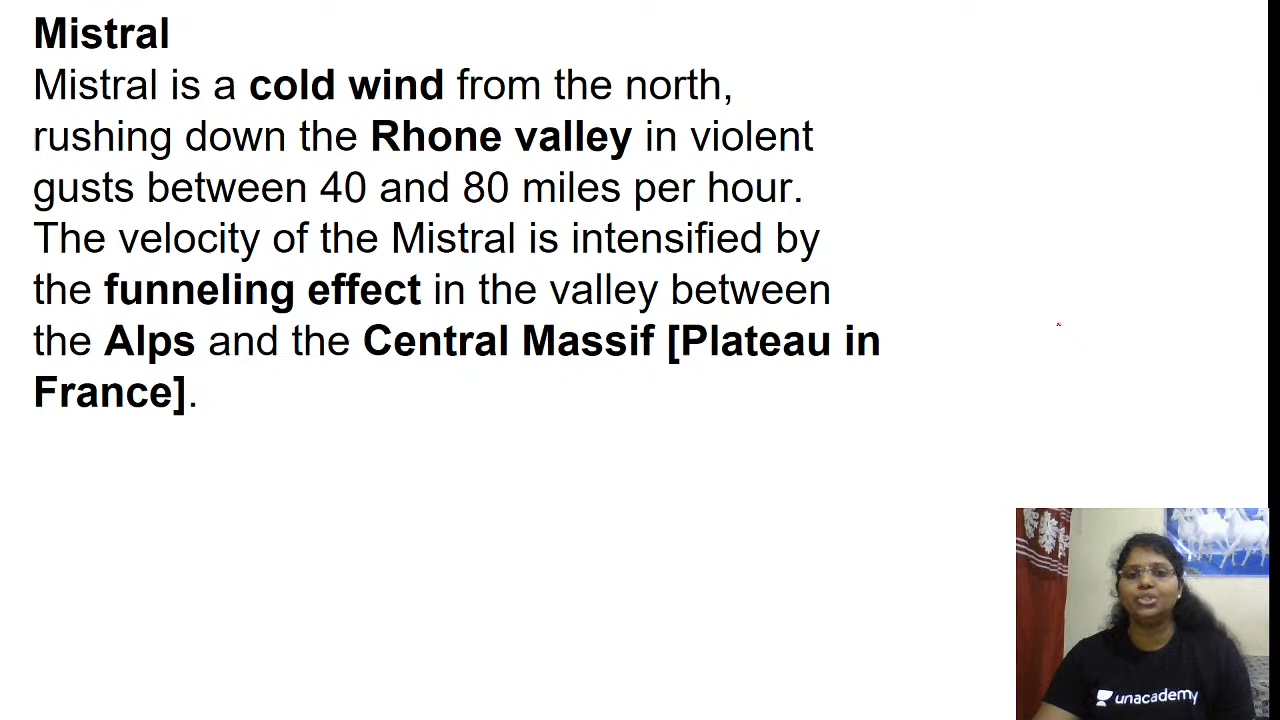 Mistral
Mistral is a cold wind from the north,
rushing down the Rhone valley in violent
gusts between 40 and 80 miles per hour.
The velocity of the Mistral is intensified by
the funneling effect in the valley between
the Alps and the Central Massif [Plateau in
France].
unacademy